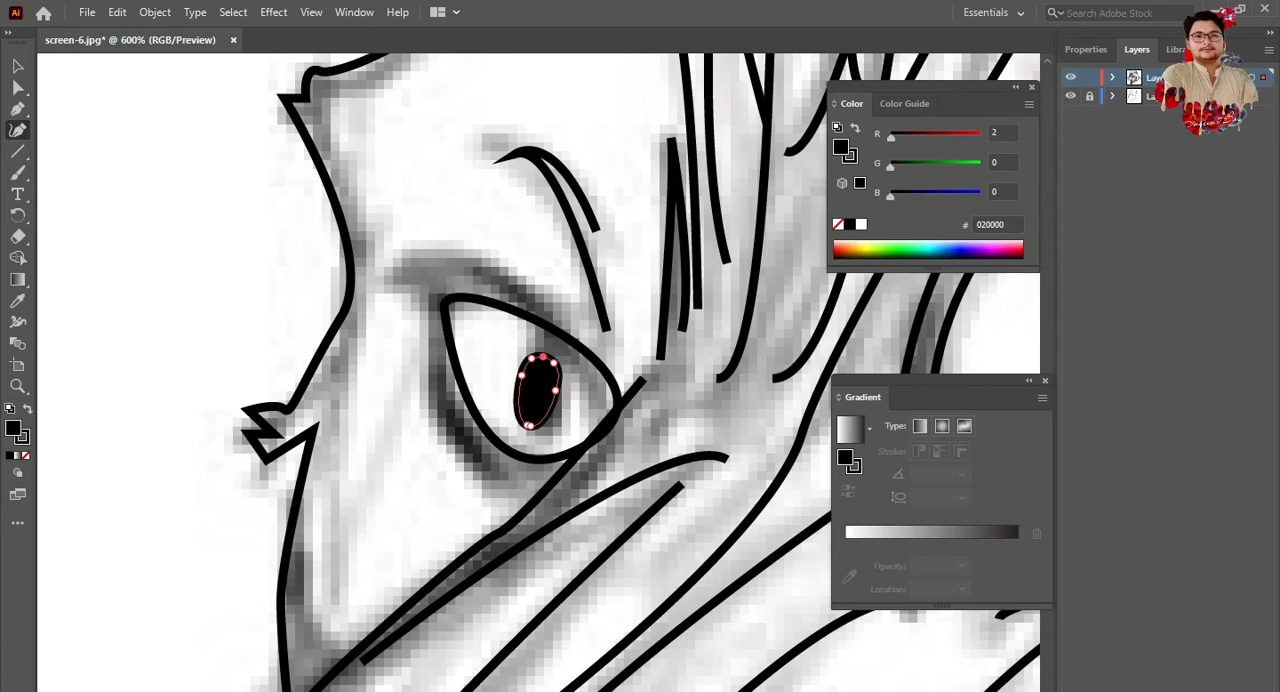 Ai File Edit Object Type Select Effect View Window Help Essentials Search Adobe Stock
screen-6.jpg* @ 600% (RGB/Preview)
Properties Layers
Color Color Guide
R 2
G 0
B 0
# 020000
Gradient
Type:
Stroke:
Opacity:
Location: